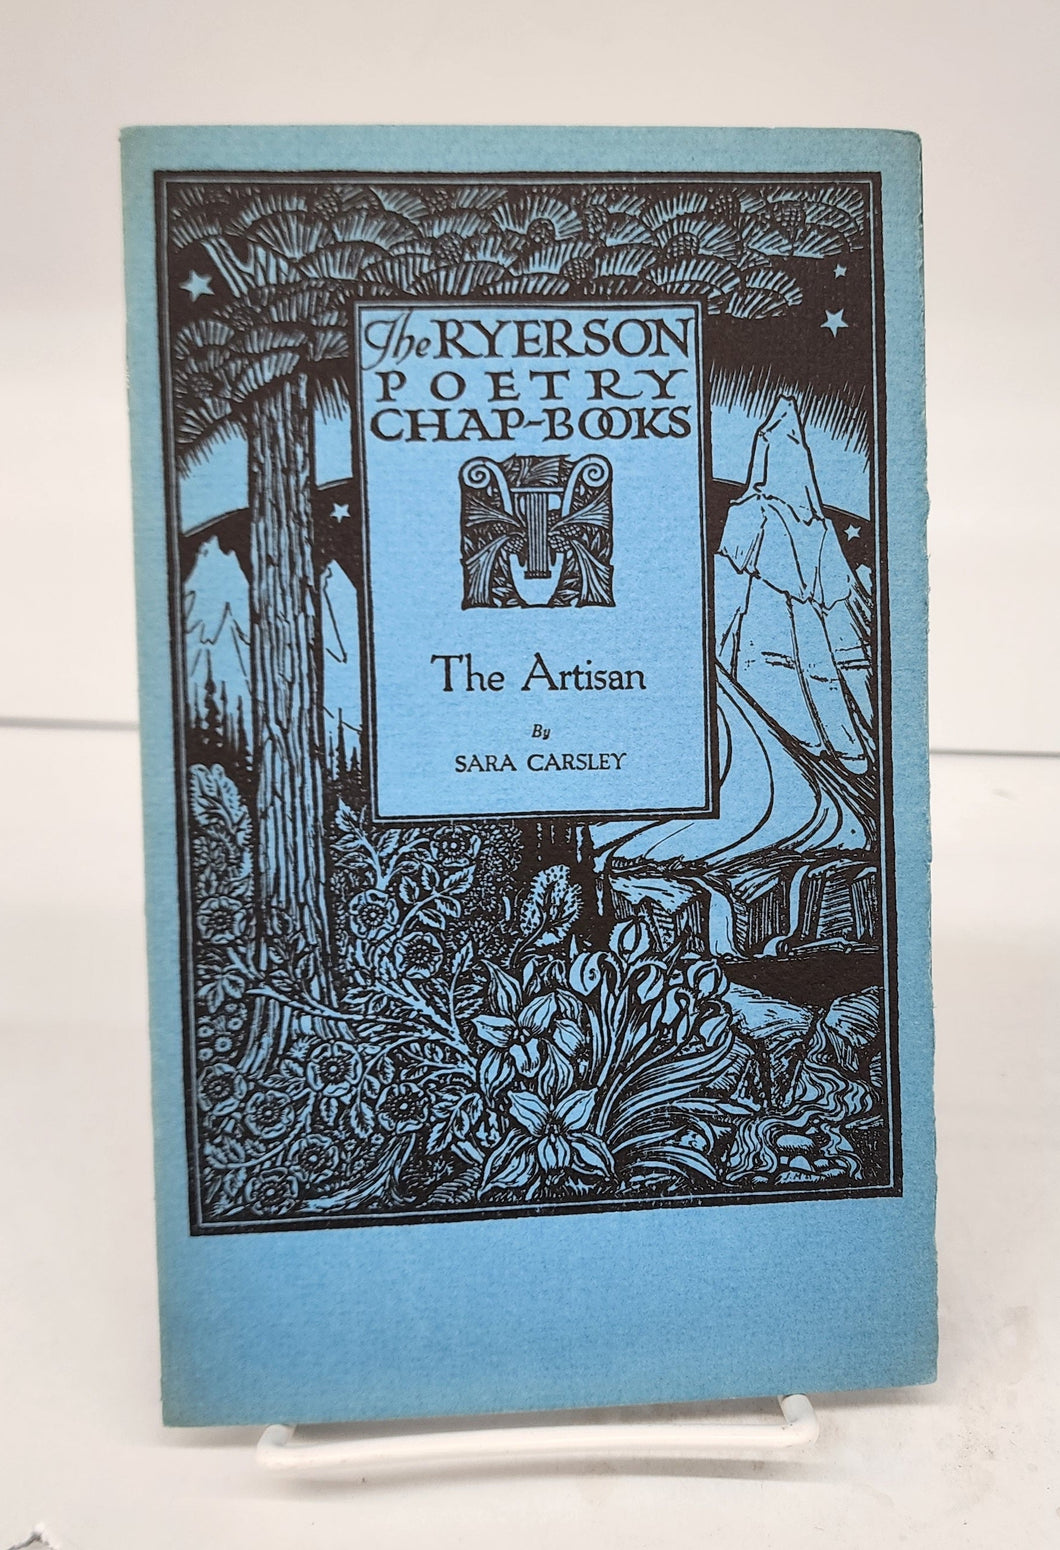 The RYERSON
POETRY
CHAP-BOOKS
The Artisan
By
SARA CARSLEY